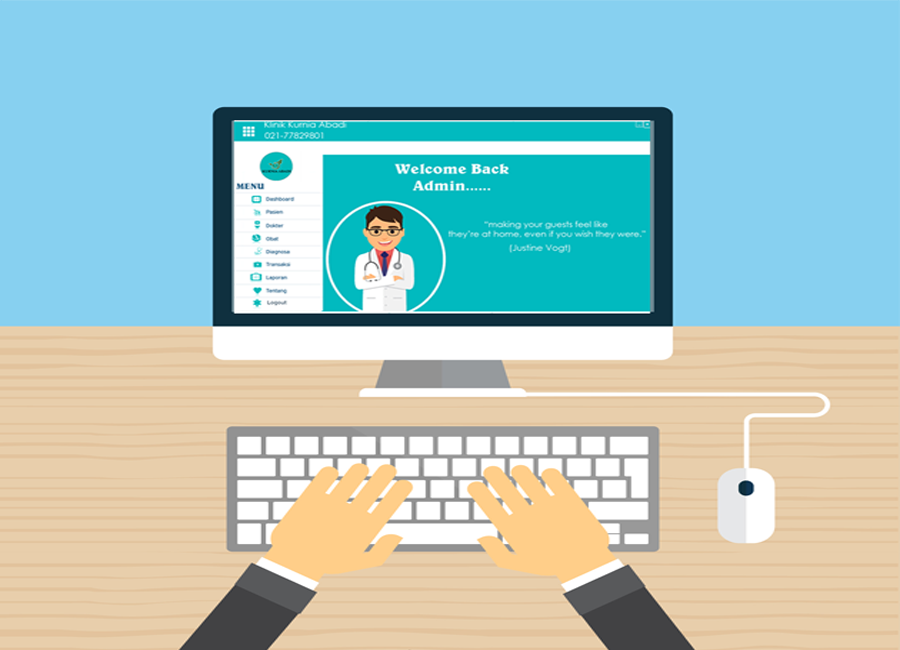 Klinik Kurnia Abadi
021-77829801
MENU
Dashboard
Pasien
Dokter
Obat
Diagnosa
Transaksi
Laporan
Tentang
Logout
Welcome Back
Admin......
"making your guests feel like
they're at home, even if you wish they were."
(Justine Vogt)